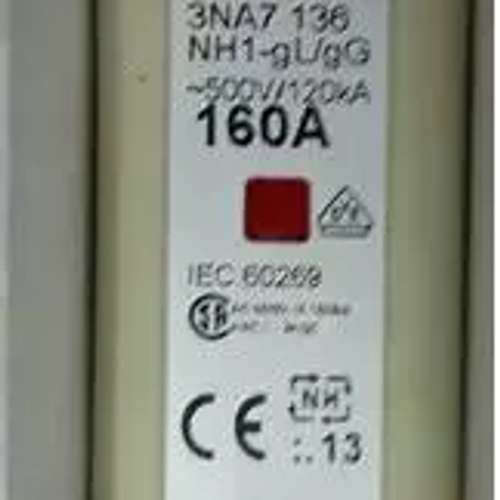 3NA7 136
NH1-gL/gG
~500V/120kA
160A
IEC 60269
CE
NH
13